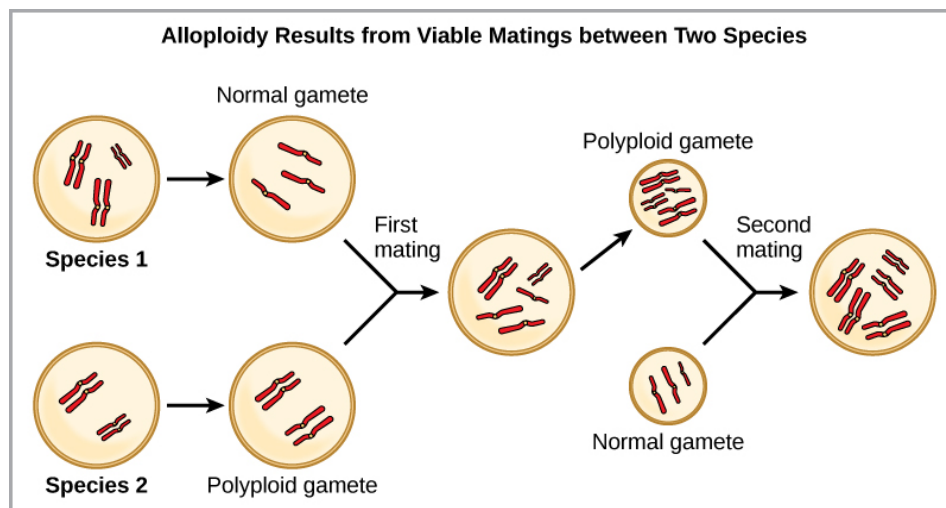 Alloploidy Results from Viable Matings between Two Species
Normal gamete
Species 1
Species 2
Polyploid gamete
First
mating
Polyploid gamete
Normal gamete
Second
mating